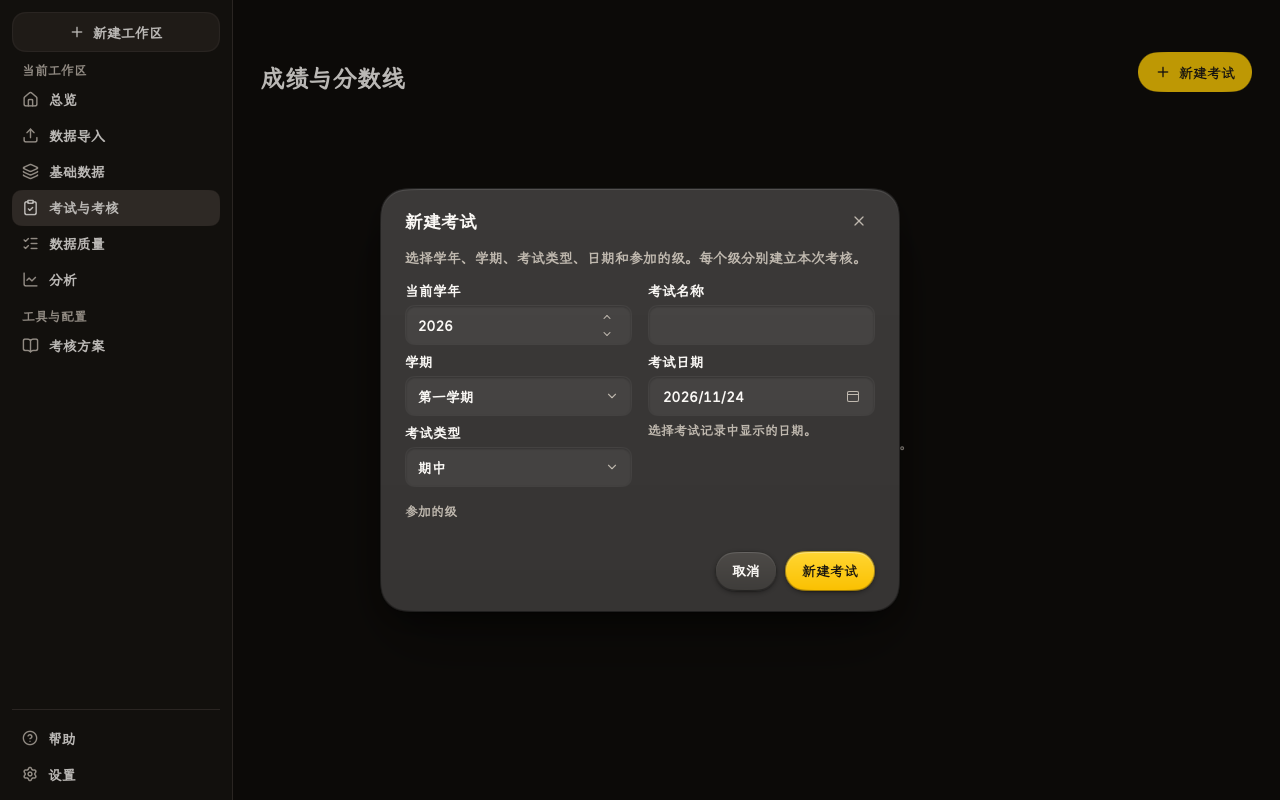 新建工作区
当前工作区
总览
数据导入
基础数据
考试与考核
数据质量
分析
工具与配置
考核方案
帮助
设置
成绩与分数线
新建考试
新建考试
选择学年、学期、考试类型、日期和参加的级。每个级分别建立本次考核。
当前学年
2026
考试名称
学期
第一学期
考试日期
2026/11/24
选择考试记录中显示的日期。
考试类型
期中
参加的级
取消
新建考试
。